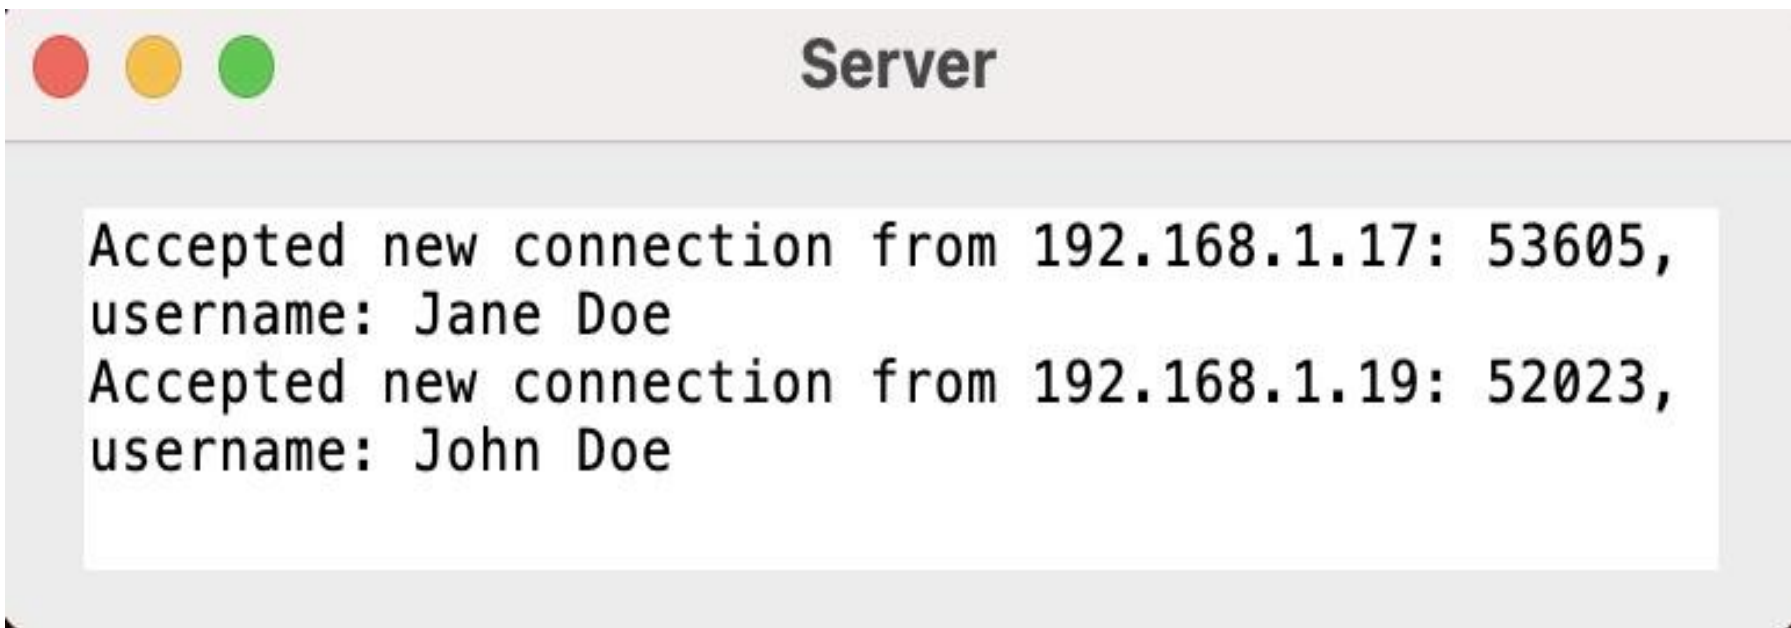 Server
Accepted new connection from 192.168.1.17: 53605,
username: Jane Doe
Accepted new connection from 192.168.1.19: 52023,
username: John Doe